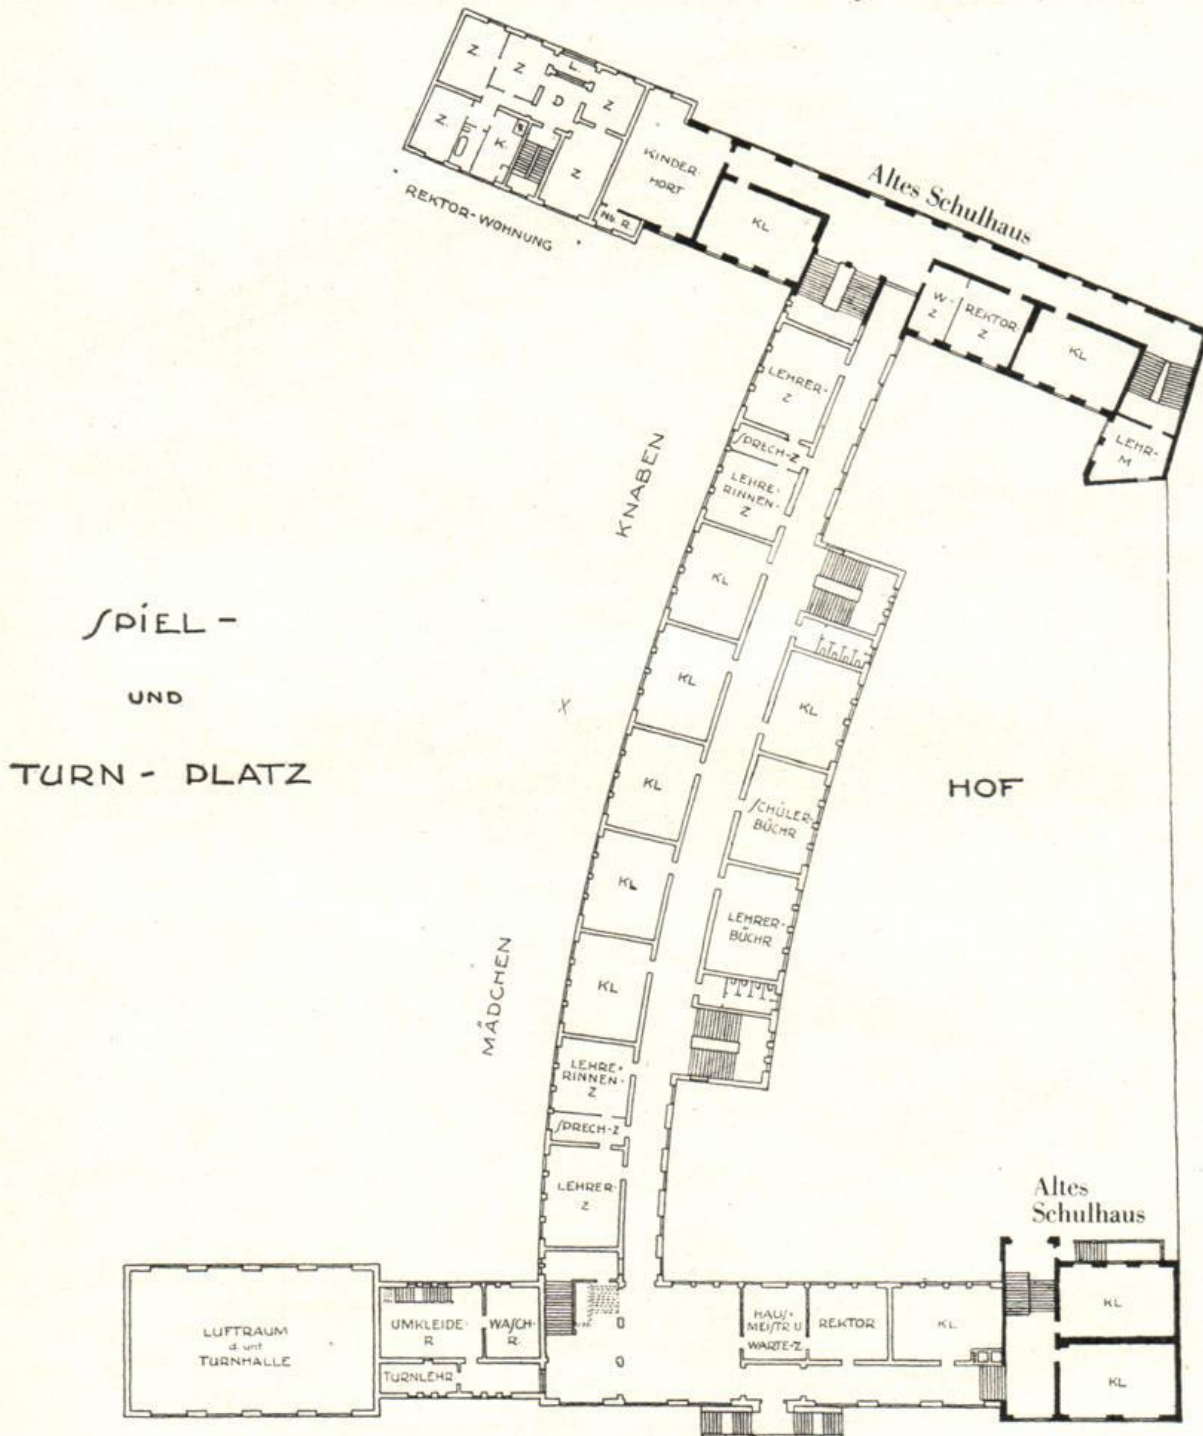 Z.
Z
L.
D
Z
Z.
K.
Z
KINDER-
HORT
Nb R.
REKTOR-WOHNUNG
Altes Schulhaus
KL
W-
Z
REKTOR-
Z
KL
LEHR-
M
LEHRER-
Z
SPRECH-Z
LEHRE-
RINNEN-
Z
KNABEN
KL
KL
KL
KL
KL
KL
SCHÜLER-
BÜCHR
LEHRER-
BÜCHR
SPIEL -
UND
TURN - PLATZ
X
HOF
MÄDCHEN
LEHRE-
RINNEN-
Z
SPRECH-Z
LEHRER-
Z
Altes
Schulhaus
LUFTRAUM
d. unt
TURNHALLE
UMKLEIDE-
R
WASCH-
R.
TURNLEHR
HAUS-
MEISTR U
WARTE-Z
REKTOR
KL
KL
KL